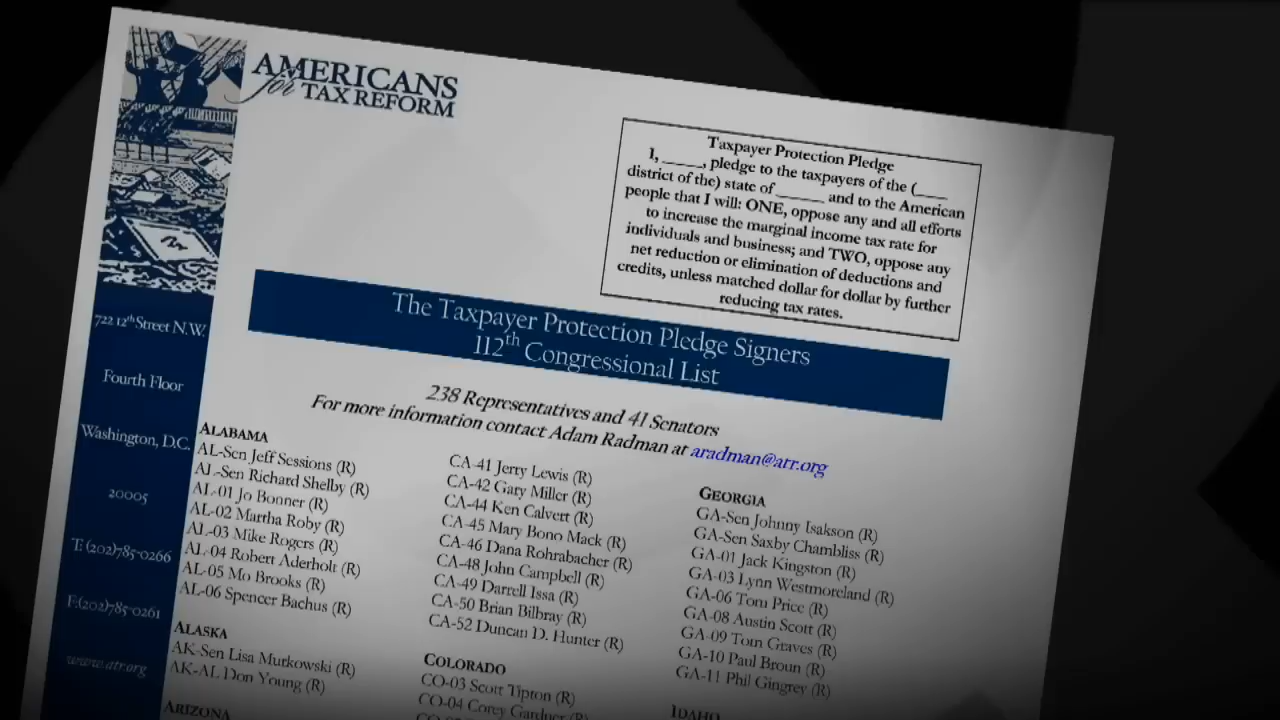 AMERICANS
for TAX REFORM
Taxpayer Protection Pledge
I, _____, pledge to the taxpayers of the (____
district of the) state of ______ and to the American
people that I will: ONE, oppose any and all efforts
to increase the marginal income tax rate for
individuals and business; and TWO, oppose any
net reduction or elimination of deductions and
credits, unless matched dollar for dollar by further
reducing tax rates.
The Taxpayer Protection Pledge Signers
112th Congressional List
238 Representatives and 41 Senators
For more information contact Adam Radman at aradman@atr.org
722 12th Street N.W.
Fourth Floor
Washington, D.C.
20005
T: (202)785-0266
F:(202)785-0261
www.atr.org
ALABAMA
AL-Sen Jeff Sessions (R)
AL-Sen Richard Shelby (R)
AL-01 Jo Bonner (R)
AL-02 Martha Roby (R)
AL-03 Mike Rogers (R)
AL-04 Robert Aderholt (R)
AL-05 Mo Brooks (R)
AL-06 Spencer Bachus (R)
ALASKA
AK-Sen Lisa Murkowski (R)
AK-AL Don Young (R)
ARIZONA
CA-41 Jerry Lewis (R)
CA-42 Gary Miller (R)
CA-44 Ken Calvert (R)
CA-45 Mary Bono Mack (R)
CA-46 Dana Rohrabacher (R)
CA-48 John Campbell (R)
CA-49 Darrell Issa (R)
CA-50 Brian Bilbray (R)
CA-52 Duncan D. Hunter (R)
COLORADO
CO-03 Scott Tipton (R)
CO-04 Corey Gardner (R)
GEORGIA
GA-Sen Johnny Isakson (R)
GA-Sen Saxby Chambliss (R)
GA-01 Jack Kingston (R)
GA-03 Lynn Westmoreland (R)
GA-06 Tom Price (R)
GA-08 Austin Scott (R)
GA-09 Tom Graves (R)
GA-10 Paul Broun (R)
GA-11 Phil Gingrey (R)
IDAHO